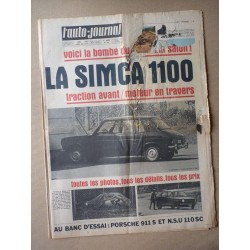 l'auto-journal
voici la bombe du salon !
LA SIMCA 1100
traction avant/moteur en travers
toutes les photos, tous les détails, tous les prix
AU BANC D'ESSAI : PORSCHE 911 S ET N.S.U 110 SC